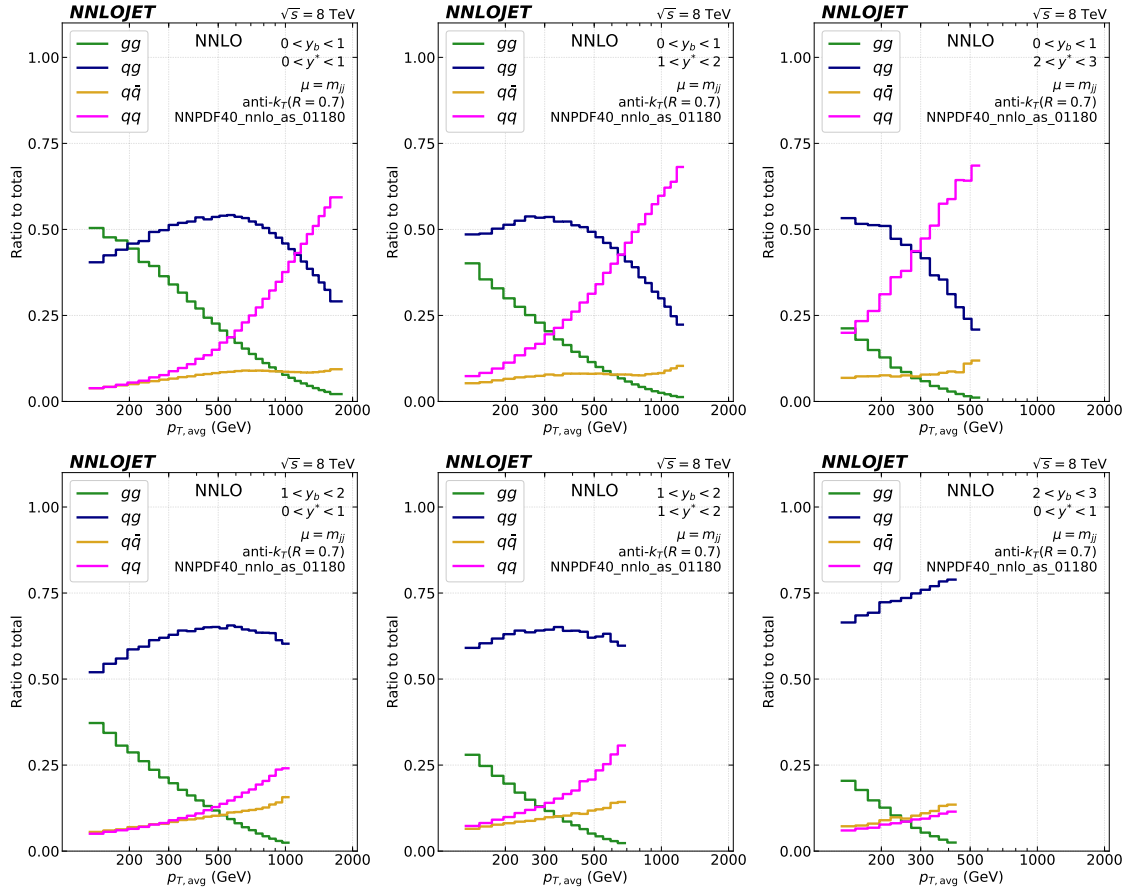 NNLOJET √s = 8 TeV
NNLO
gg
qg
qq̄
qq
0 < y_b < 1
0 < y* < 1
μ = m_jj
anti-k_T(R = 0.7)
NNPDF40_nnlo_as_01180
Ratio to total
1.00
0.75
0.50
0.25
0.00
200 300 500 1000 2000
p_T, avg (GeV)
NNLOJET √s = 8 TeV
NNLO
gg
qg
qq̄
qq
0 < y_b < 1
1 < y* < 2
μ = m_jj
anti-k_T(R = 0.7)
NNPDF40_nnlo_as_01180
Ratio to total
1.00
0.75
0.50
0.25
0.00
200 300 500 1000 2000
p_T, avg (GeV)
NNLOJET √s = 8 TeV
NNLO
gg
qg
qq̄
qq
0 < y_b < 1
2 < y* < 3
μ = m_jj
anti-k_T(R = 0.7)
NNPDF40_nnlo_as_01180
Ratio to total
1.00
0.75
0.50
0.25
0.00
200 300 500 1000 2000
p_T, avg (GeV)
NNLOJET √s = 8 TeV
NNLO
gg
qg
qq̄
qq
1 < y_b < 2
0 < y* < 1
μ = m_jj
anti-k_T(R = 0.7)
NNPDF40_nnlo_as_01180
Ratio to total
1.00
0.75
0.50
0.25
0.00
200 300 500 1000 2000
p_T, avg (GeV)
NNLOJET √s = 8 TeV
NNLO
gg
qg
qq̄
qq
1 < y_b < 2
1 < y* < 2
μ = m_jj
anti-k_T(R = 0.7)
NNPDF40_nnlo_as_01180
Ratio to total
1.00
0.75
0.50
0.25
0.00
200 300 500 1000 2000
p_T, avg (GeV)
NNLOJET √s = 8 TeV
NNLO
gg
qg
qq̄
qq
2 < y_b < 3
0 < y* < 1
μ = m_jj
anti-k_T(R = 0.7)
NNPDF40_nnlo_as_01180
Ratio to total
1.00
0.75
0.50
0.25
0.00
200 300 500 1000 2000
p_T, avg (GeV)